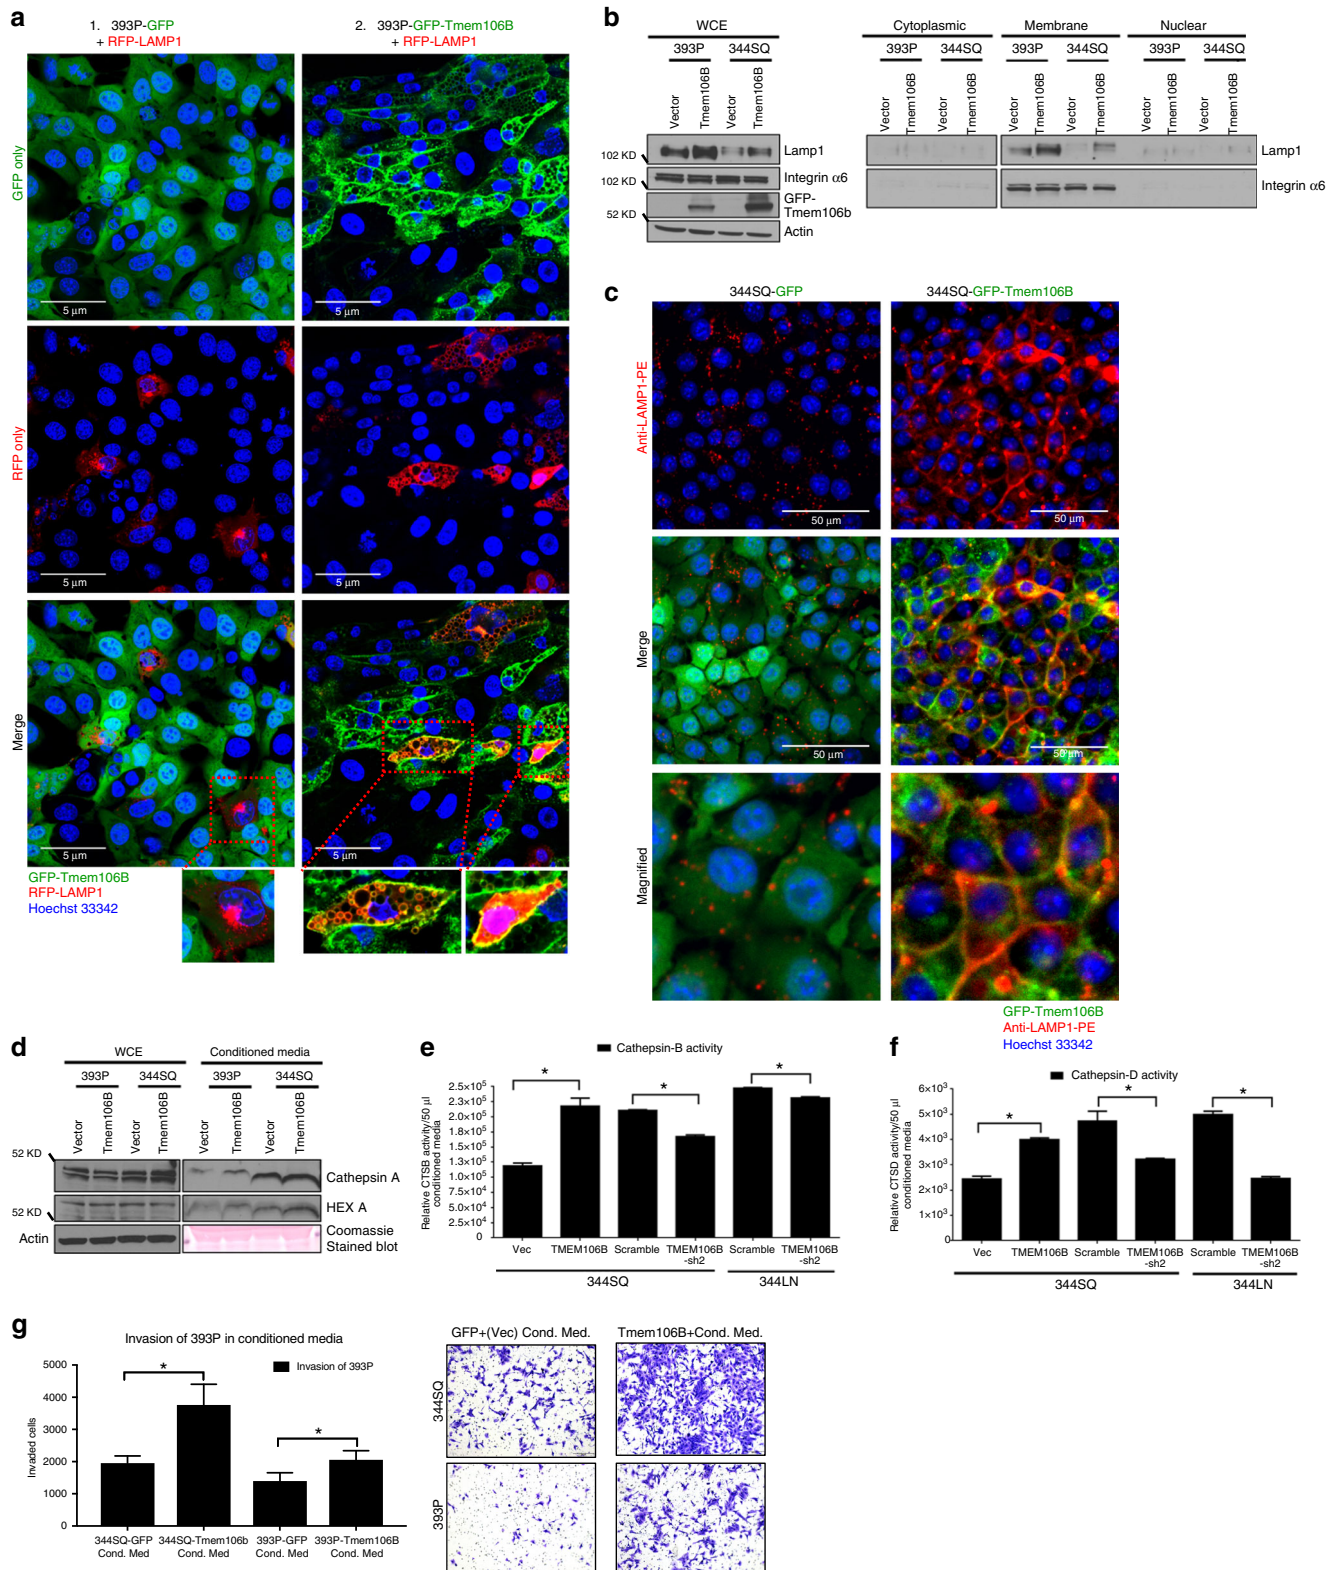 a
1. 393P-GFP
+ RFP-LAMP1
2. 393P-GFP-Tmem106B
+ RFP-LAMP1
GFP only
5 µm
5 µm
RFP only
5 µm
5 µm
Merge
5 µm
5 µm
GFP-Tmem106B
RFP-LAMP1
Hoechst 33342
b
WCE
393P 344SQ
Vector Tmem106B Vector Tmem106B
102 KD
Lamp1
102 KD
Integrin α6
GFP-
Tmem106b
52 KD
Actin
Cytoplasmic Membrane Nuclear
393P 344SQ 393P 344SQ 393P 344SQ
Vector Tmem106B Vector Tmem106B Vector Tmem106B Vector Tmem106B Vector Tmem106B Vector Tmem106B
Lamp1
Integrin α6
c
344SQ-GFP 344SQ-GFP-Tmem106B
Anti-LAMP1-PE
50 µm
50 µm
Merge
50 µm
50 µm
Magnified
GFP-Tmem106B
Anti-LAMP1-PE
Hoechst 33342
d
WCE Conditioned media
393P 344SQ 393P 344SQ
Vector Tmem106B Vector Tmem106B Vector Tmem106B Vector Tmem106B
52 KD
Cathepsin A
HEX A
52 KD
Actin
Coomassie
Stained blot
e
Cathepsin-B activity
Relative CTSB activity/50 µl
conditioned media
2.5×10⁵
2.0×10⁵
2.0×10⁵
1.5×10⁵
1.3×10⁵
1.0×10⁵
7.5×10⁴
5.0×10⁴
2.5×10⁴
0
* * *
Vec TMEM106B Scramble TMEM106B
-sh2 Scramble TMEM106B
-sh2
344SQ 344LN
f
Cathepsin-D activity
Relative CTSD activity/50 µl
conditioned media
6×10³
5×10³
4×10³
3×10³
2×10³
1×10³
0
* * *
Vec TMEM106B Scramble TMEM106B
-sh2 Scramble TMEM106B
-sh2
344SQ 344LN
g
Invasion of 393P in conditioned media
Invasion of 393P
Invaded cells
5000
4000
3000
2000
1000
0
* *
344SQ-GFP
Cond. Med
344SQ-Tmem106b
Cond. Med
393P-GFP
Cond. Med
393P-Tmem106B
Cond. Med
GFP+(Vec) Cond. Med. Tmem106B+Cond. Med.
344SQ
393P